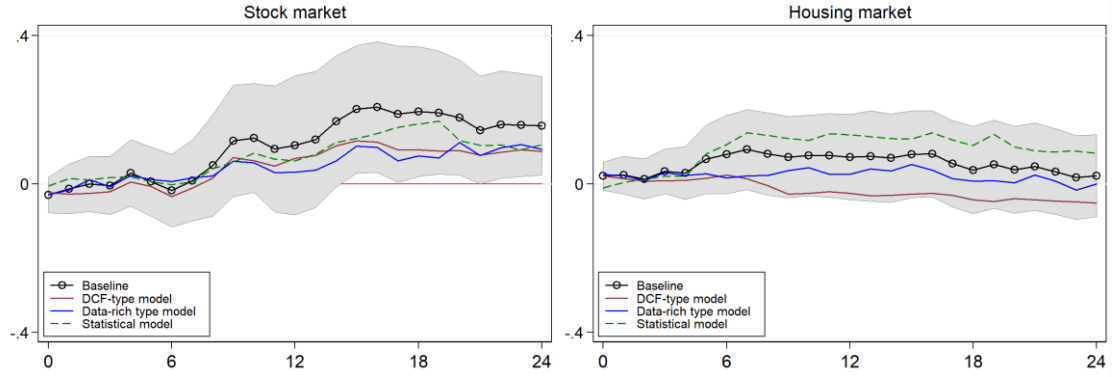 Stock market
.4
0
-.4
Baseline
DCF-type model
Data-rich type model
Statistical model
0 6 12 18 24
Housing market
.4
0
-.4
Baseline
DCF-type model
Data-rich type model
Statistical model
0 6 12 18 24